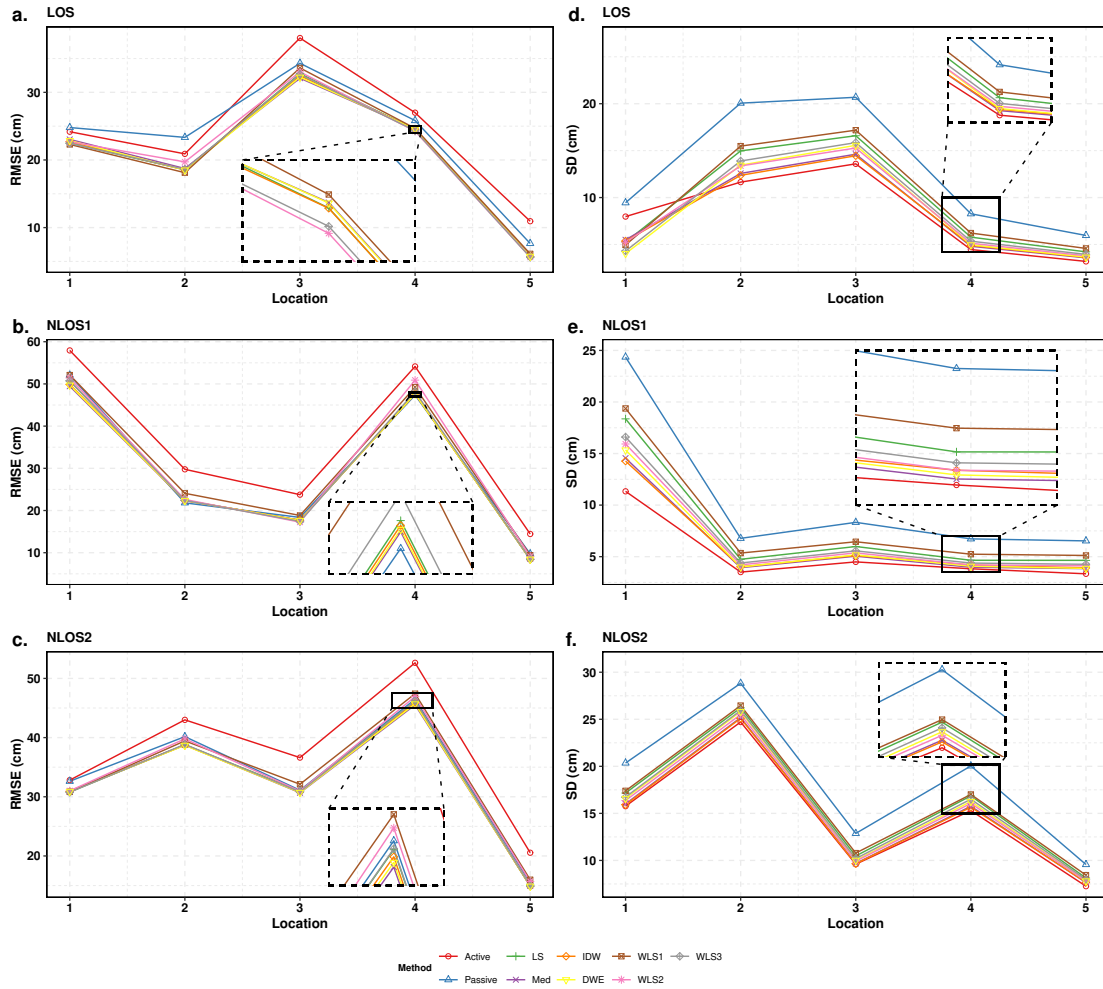 a.
LOS
RMSE (cm)
30
20
10
1 2 3 4 5
Location
d.
LOS
SD (cm)
20
10
1 2 3 4 5
Location
b.
NLOS1
RMSE (cm)
60
50
40
30
20
10
1 2 3 4 5
Location
e.
NLOS1
SD (cm)
25
20
15
10
5
1 2 3 4 5
Location
c.
NLOS2
RMSE (cm)
50
40
30
20
1 2 3 4 5
Location
f.
NLOS2
SD (cm)
30
25
20
15
10
1 2 3 4 5
Location
Method
Active LS IDW WLS1 WLS3
Passive Med DWE WLS2